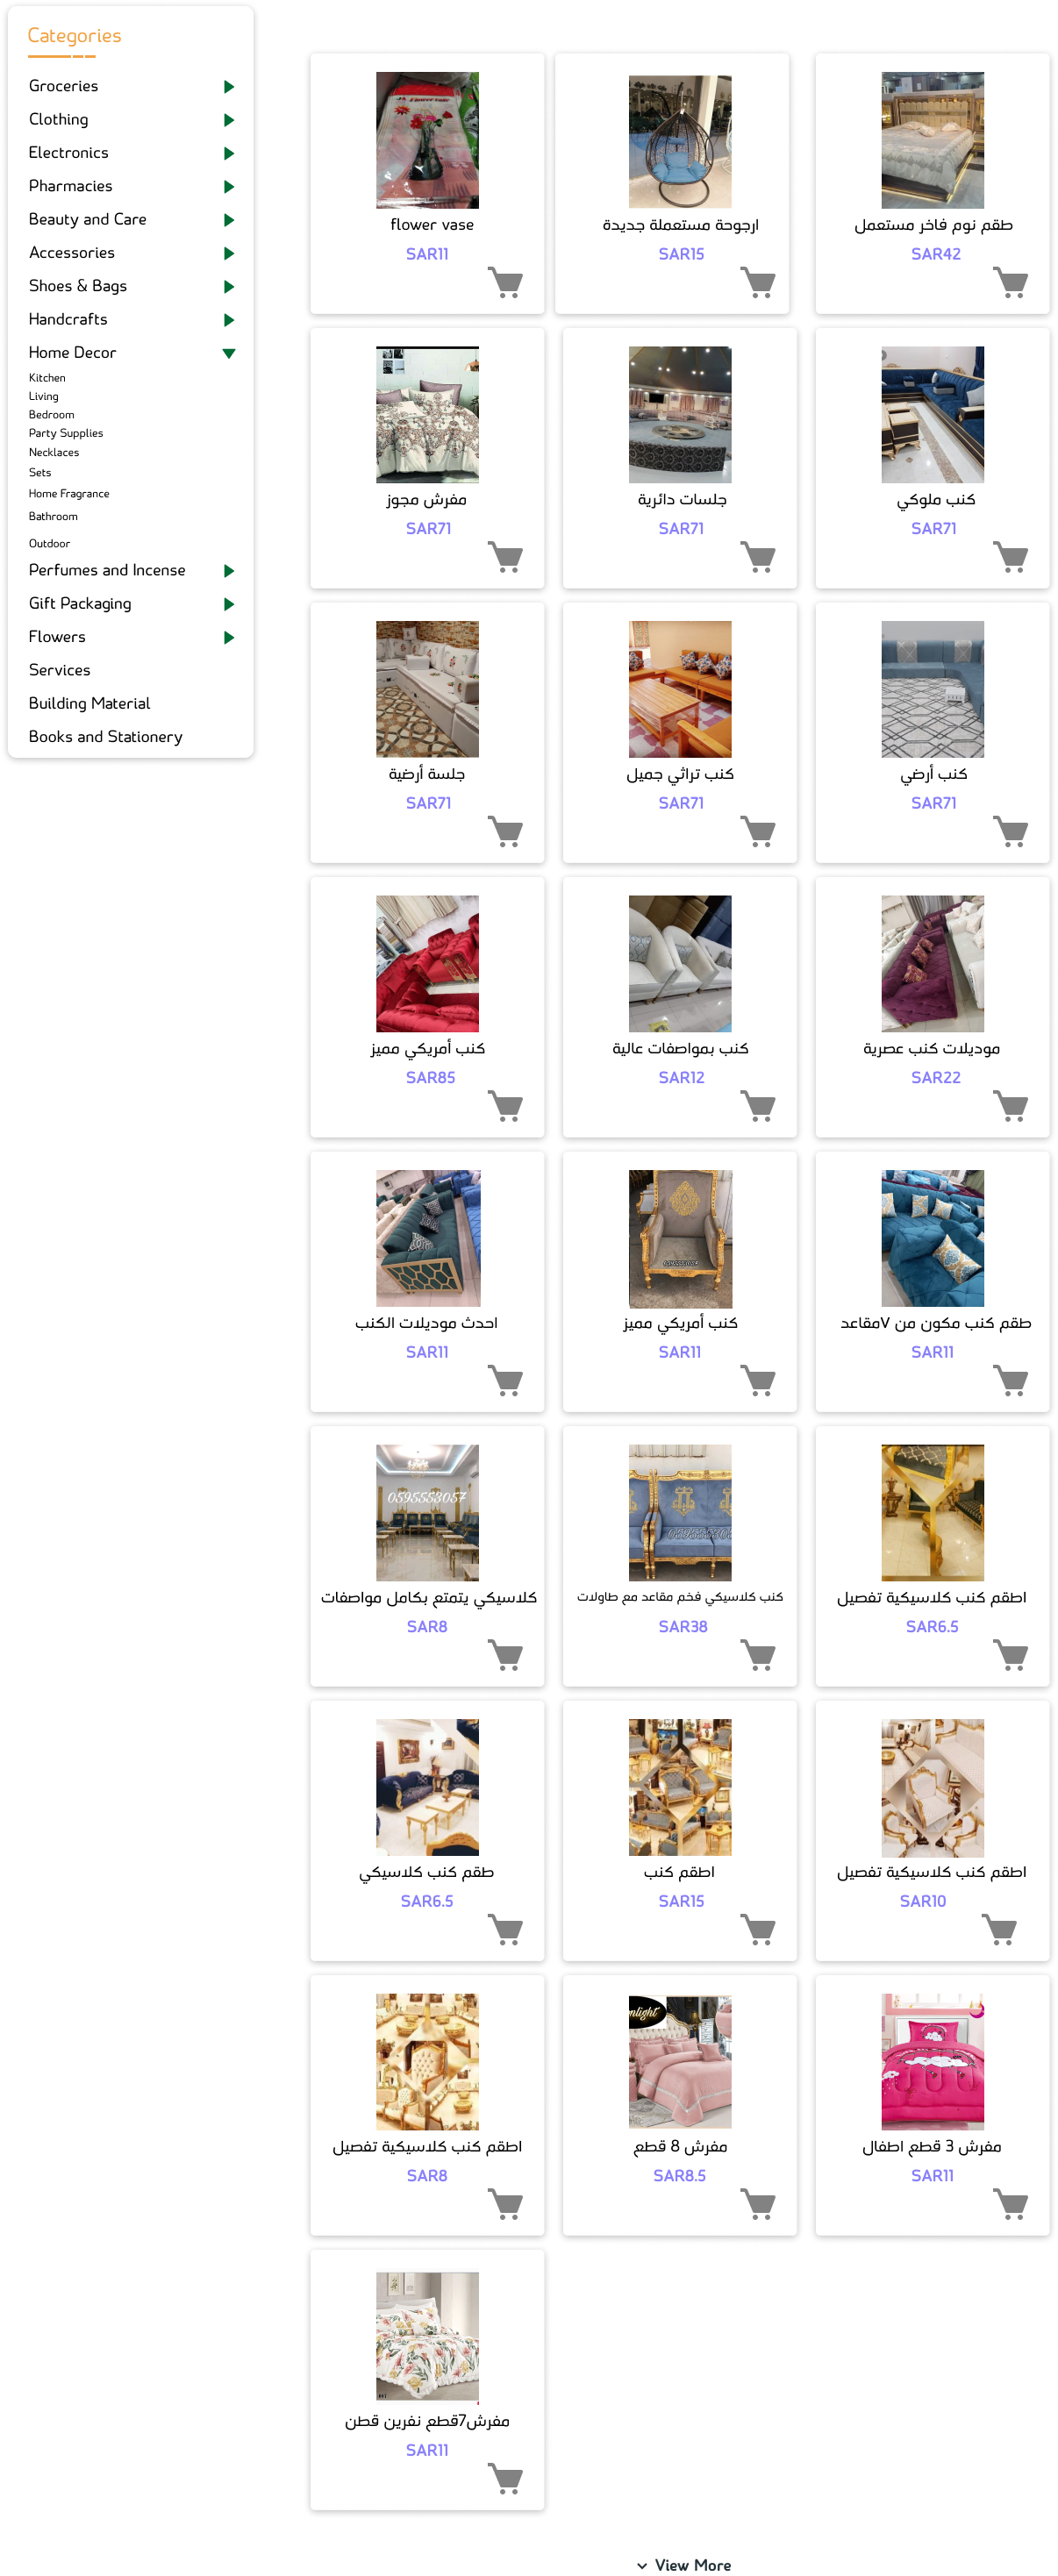 Categories
Groceries
Clothing
Electronics
Pharmacies
Beauty and Care
Accessories
Shoes & Bags
Handcrafts
Home Decor
Kitchen
Living
Bedroom
Party Supplies
Necklaces
Sets
Home Fragrance
Bathroom
Outdoor
Perfumes and Incense
Gift Packaging
Flowers
Services
Building Material
Books and Stationery
flower vase
SAR11
ارجوحة مستعملة جديدة
SAR15
طقم نوم فاخر مستعمل
SAR42
مفرش مجوز
SAR71
جلسات دائرية
SAR71
كنب ملوكي
SAR71
جلسة أرضية
SAR71
كنب تراثي جميل
SAR71
كنب أرضي
SAR71
كنب أمريكي مميز
SAR85
كنب بمواصفات عالية
SAR12
موديلات كنب عصرية
SAR22
احدث موديلات الكنب
SAR11
0595553057
كنب أمريكي مميز
SAR11
طقم كنب مكون من ٧مقاعد
SAR11
0595553057
كلاسيكي يتمتع بكامل مواصفات
SAR8
كنب كلاسيكي فخم مقاعد مع طاولات
SAR38
اطقم كنب كلاسيكية تفصيل
SAR6.5
طقم كنب كلاسيكي
SAR6.5
اطقم كنب
SAR15
اطقم كنب كلاسيكية تفصيل
SAR10
اطقم كنب كلاسيكية تفصيل
SAR8
مفرش 8 قطع
SAR8.5
مفرش 3 قطع اطفال
SAR11
مفرش7قطع نفرين قطن
SAR11
View More